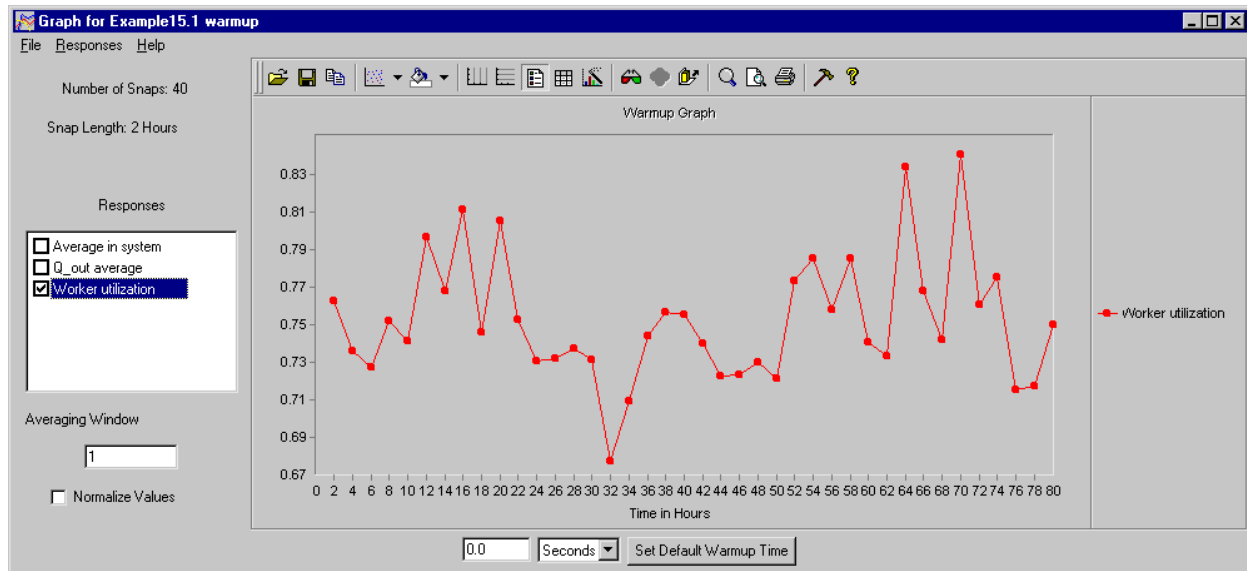 Graph for Example15.1 warmup
File Responses Help
Number of Snaps: 40
Snap Length: 2 Hours
Responses
Average in system
Q_out average
Worker utilization
Averaging Window
1
Normalize Values
Warmup Graph
0.83
0.81
0.79
0.77
0.75
0.73
0.71
0.69
0.67
0 2 4 6 8 10 12 14 16 18 20 22 24 26 28 30 32 34 36 38 40 42 44 46 48 50 52 54 56 58 60 62 64 66 68 70 72 74 76 78 80
Time in Hours
Worker utilization
0.0 Seconds Set Default Warmup Time